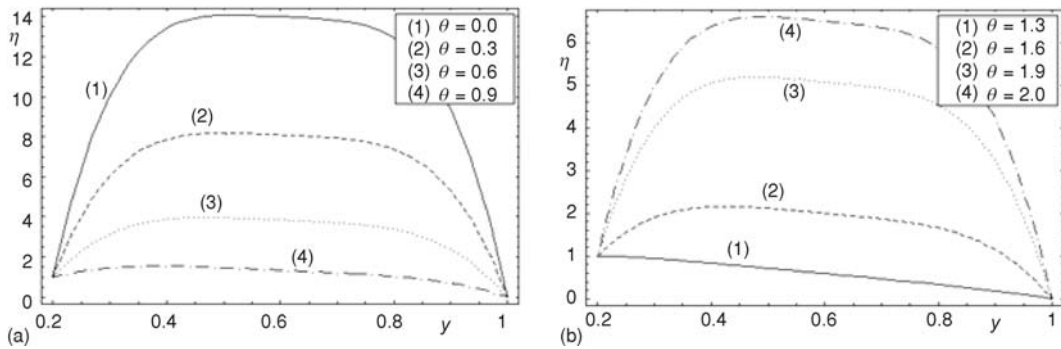 14
η
12
10
8
6
4
2
0
(1)
(2)
(3)
(4)
(1) θ = 0.0
(2) θ = 0.3
(3) θ = 0.6
(4) θ = 0.9
0.2
0.4
0.6
0.8
y
1
(a)
6
η
5
4
3
2
1
0
(4)
(3)
(2)
(1)
(1) θ = 1.3
(2) θ = 1.6
(3) θ = 1.9
(4) θ = 2.0
0.2
0.4
0.6
0.8
y
1
(b)